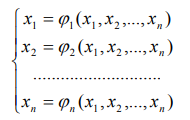 x₁ = φ₁(x₁,x₂,...,xₙ)
x₂ = φ₂(x₁,x₂,...,xₙ)
............................
xₙ = φₙ(x₁,x₂,...,xₙ)